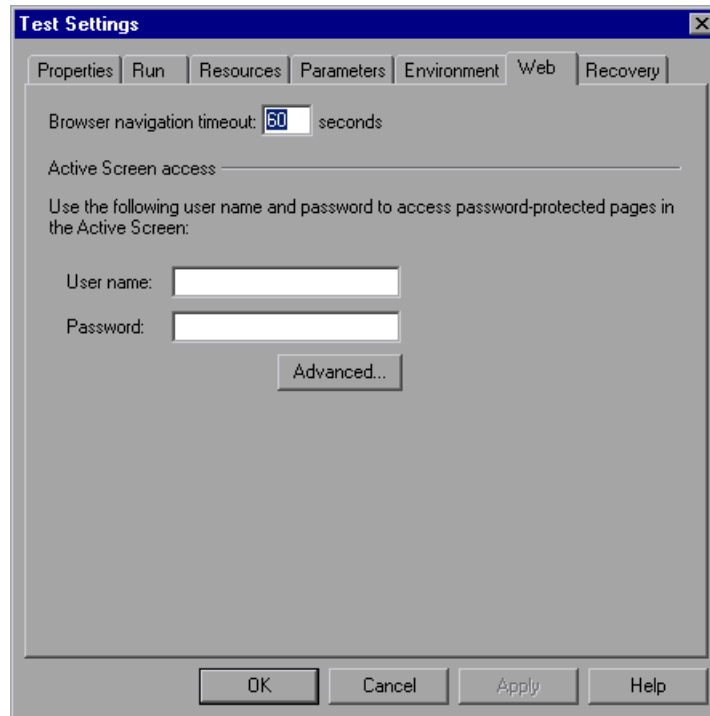 Test Settings
Properties Run Resources Parameters Environment Web Recovery
Browser navigation timeout: 60 seconds
Active Screen access
Use the following user name and password to access password-protected pages in
the Active Screen:
User name:
Password:
Advanced...
OK Cancel Apply Help